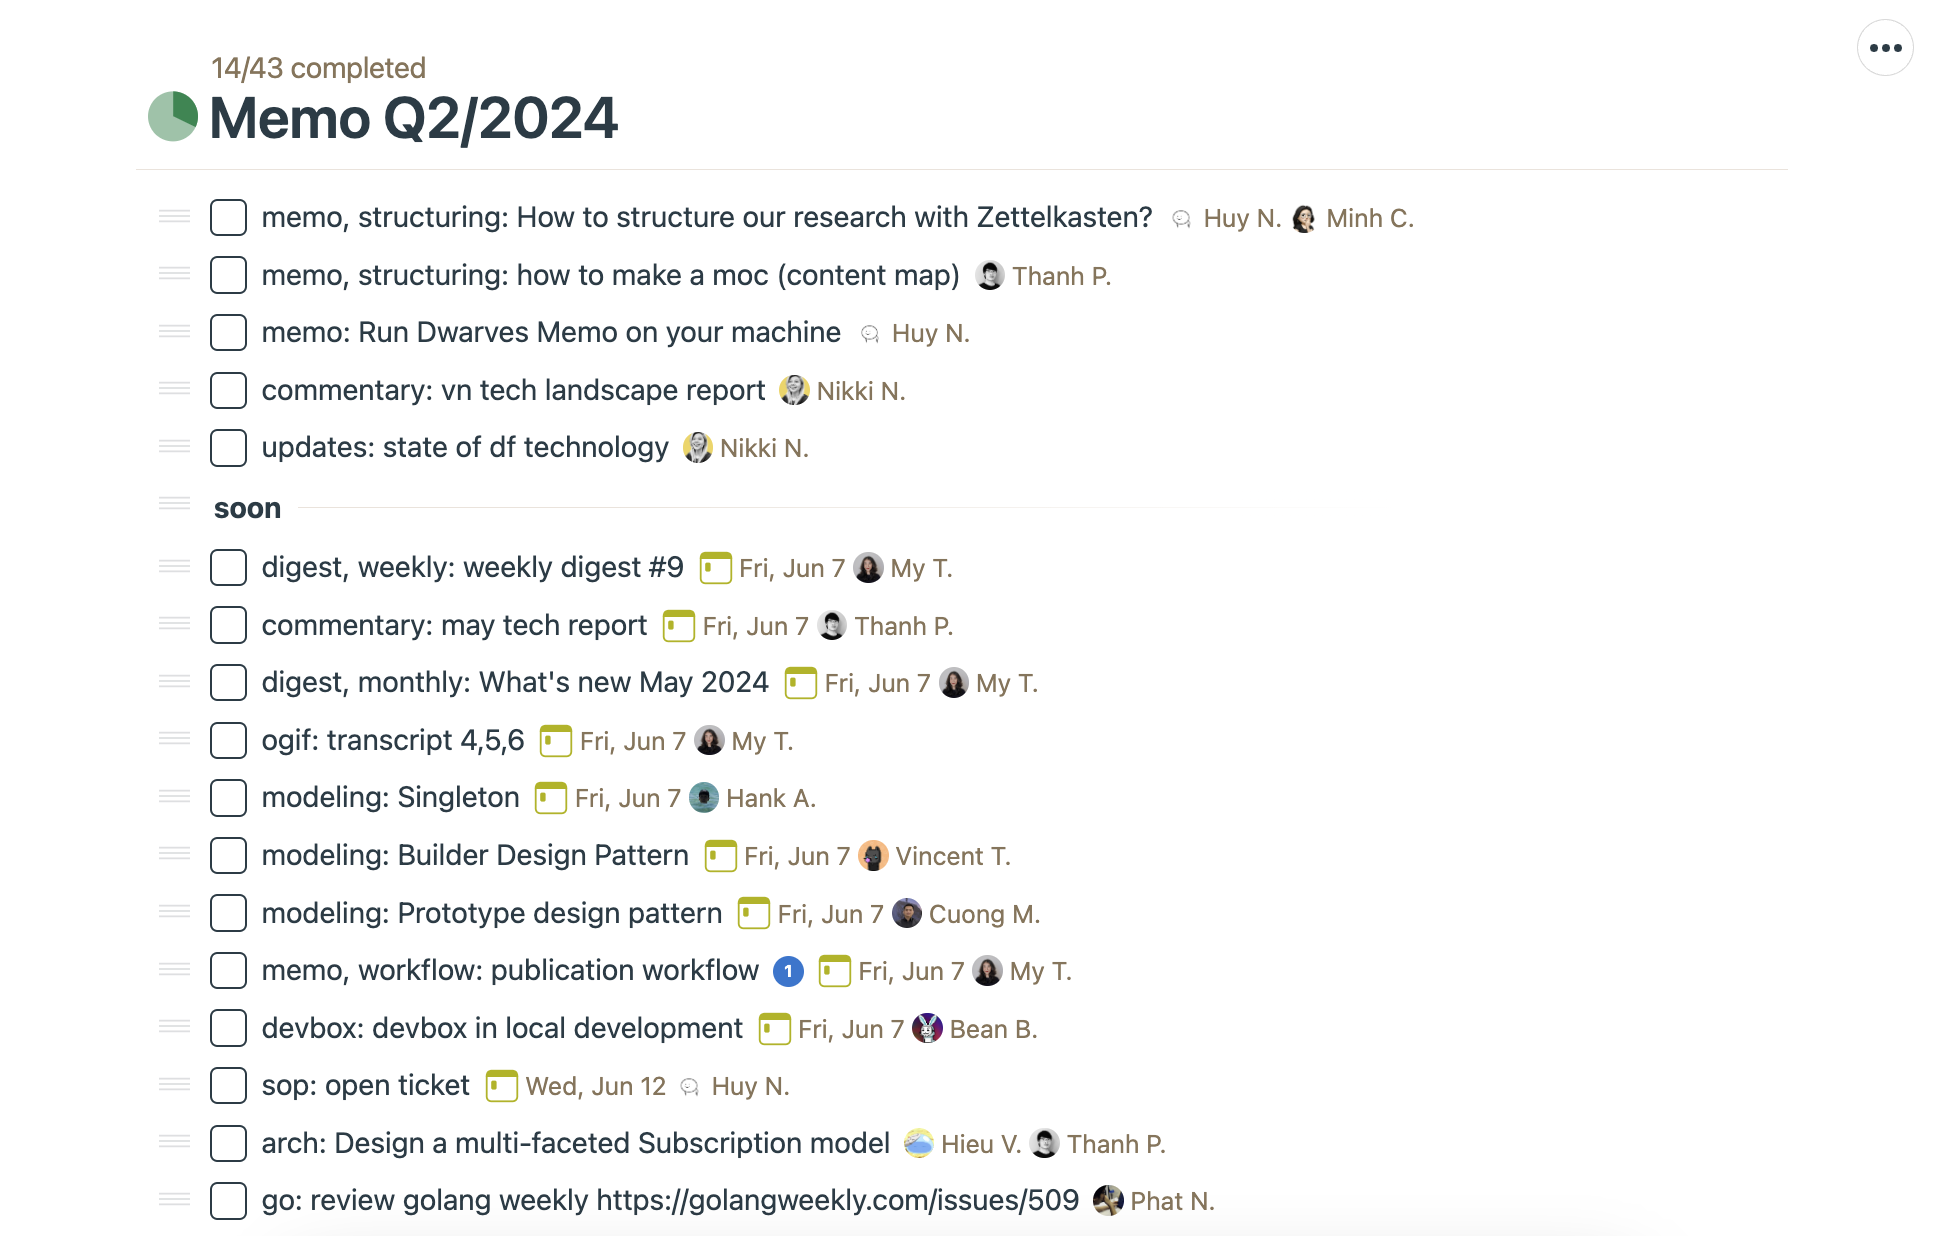 14/43 completed
Memo Q2/2024
memo, structuring: How to structure our research with Zettelkasten? Huy N. Minh C.
memo, structuring: how to make a moc (content map) Thanh P.
memo: Run Dwarves Memo on your machine Huy N.
commentary: vn tech landscape report Nikki N.
updates: state of df technology Nikki N.
soon
digest, weekly: weekly digest #9 Fri, Jun 7 My T.
commentary: may tech report Fri, Jun 7 Thanh P.
digest, monthly: What's new May 2024 Fri, Jun 7 My T.
ogif: transcript 4,5,6 Fri, Jun 7 My T.
modeling: Singleton Fri, Jun 7 Hank A.
modeling: Builder Design Pattern Fri, Jun 7 Vincent T.
modeling: Prototype design pattern Fri, Jun 7 Cuong M.
memo, workflow: publication workflow 1 Fri, Jun 7 My T.
devbox: devbox in local development Fri, Jun 7 Bean B.
sop: open ticket Wed, Jun 12 Huy N.
arch: Design a multi-faceted Subscription model Hieu V. Thanh P.
go: review golang weekly https://golangweekly.com/issues/509 Phat N.